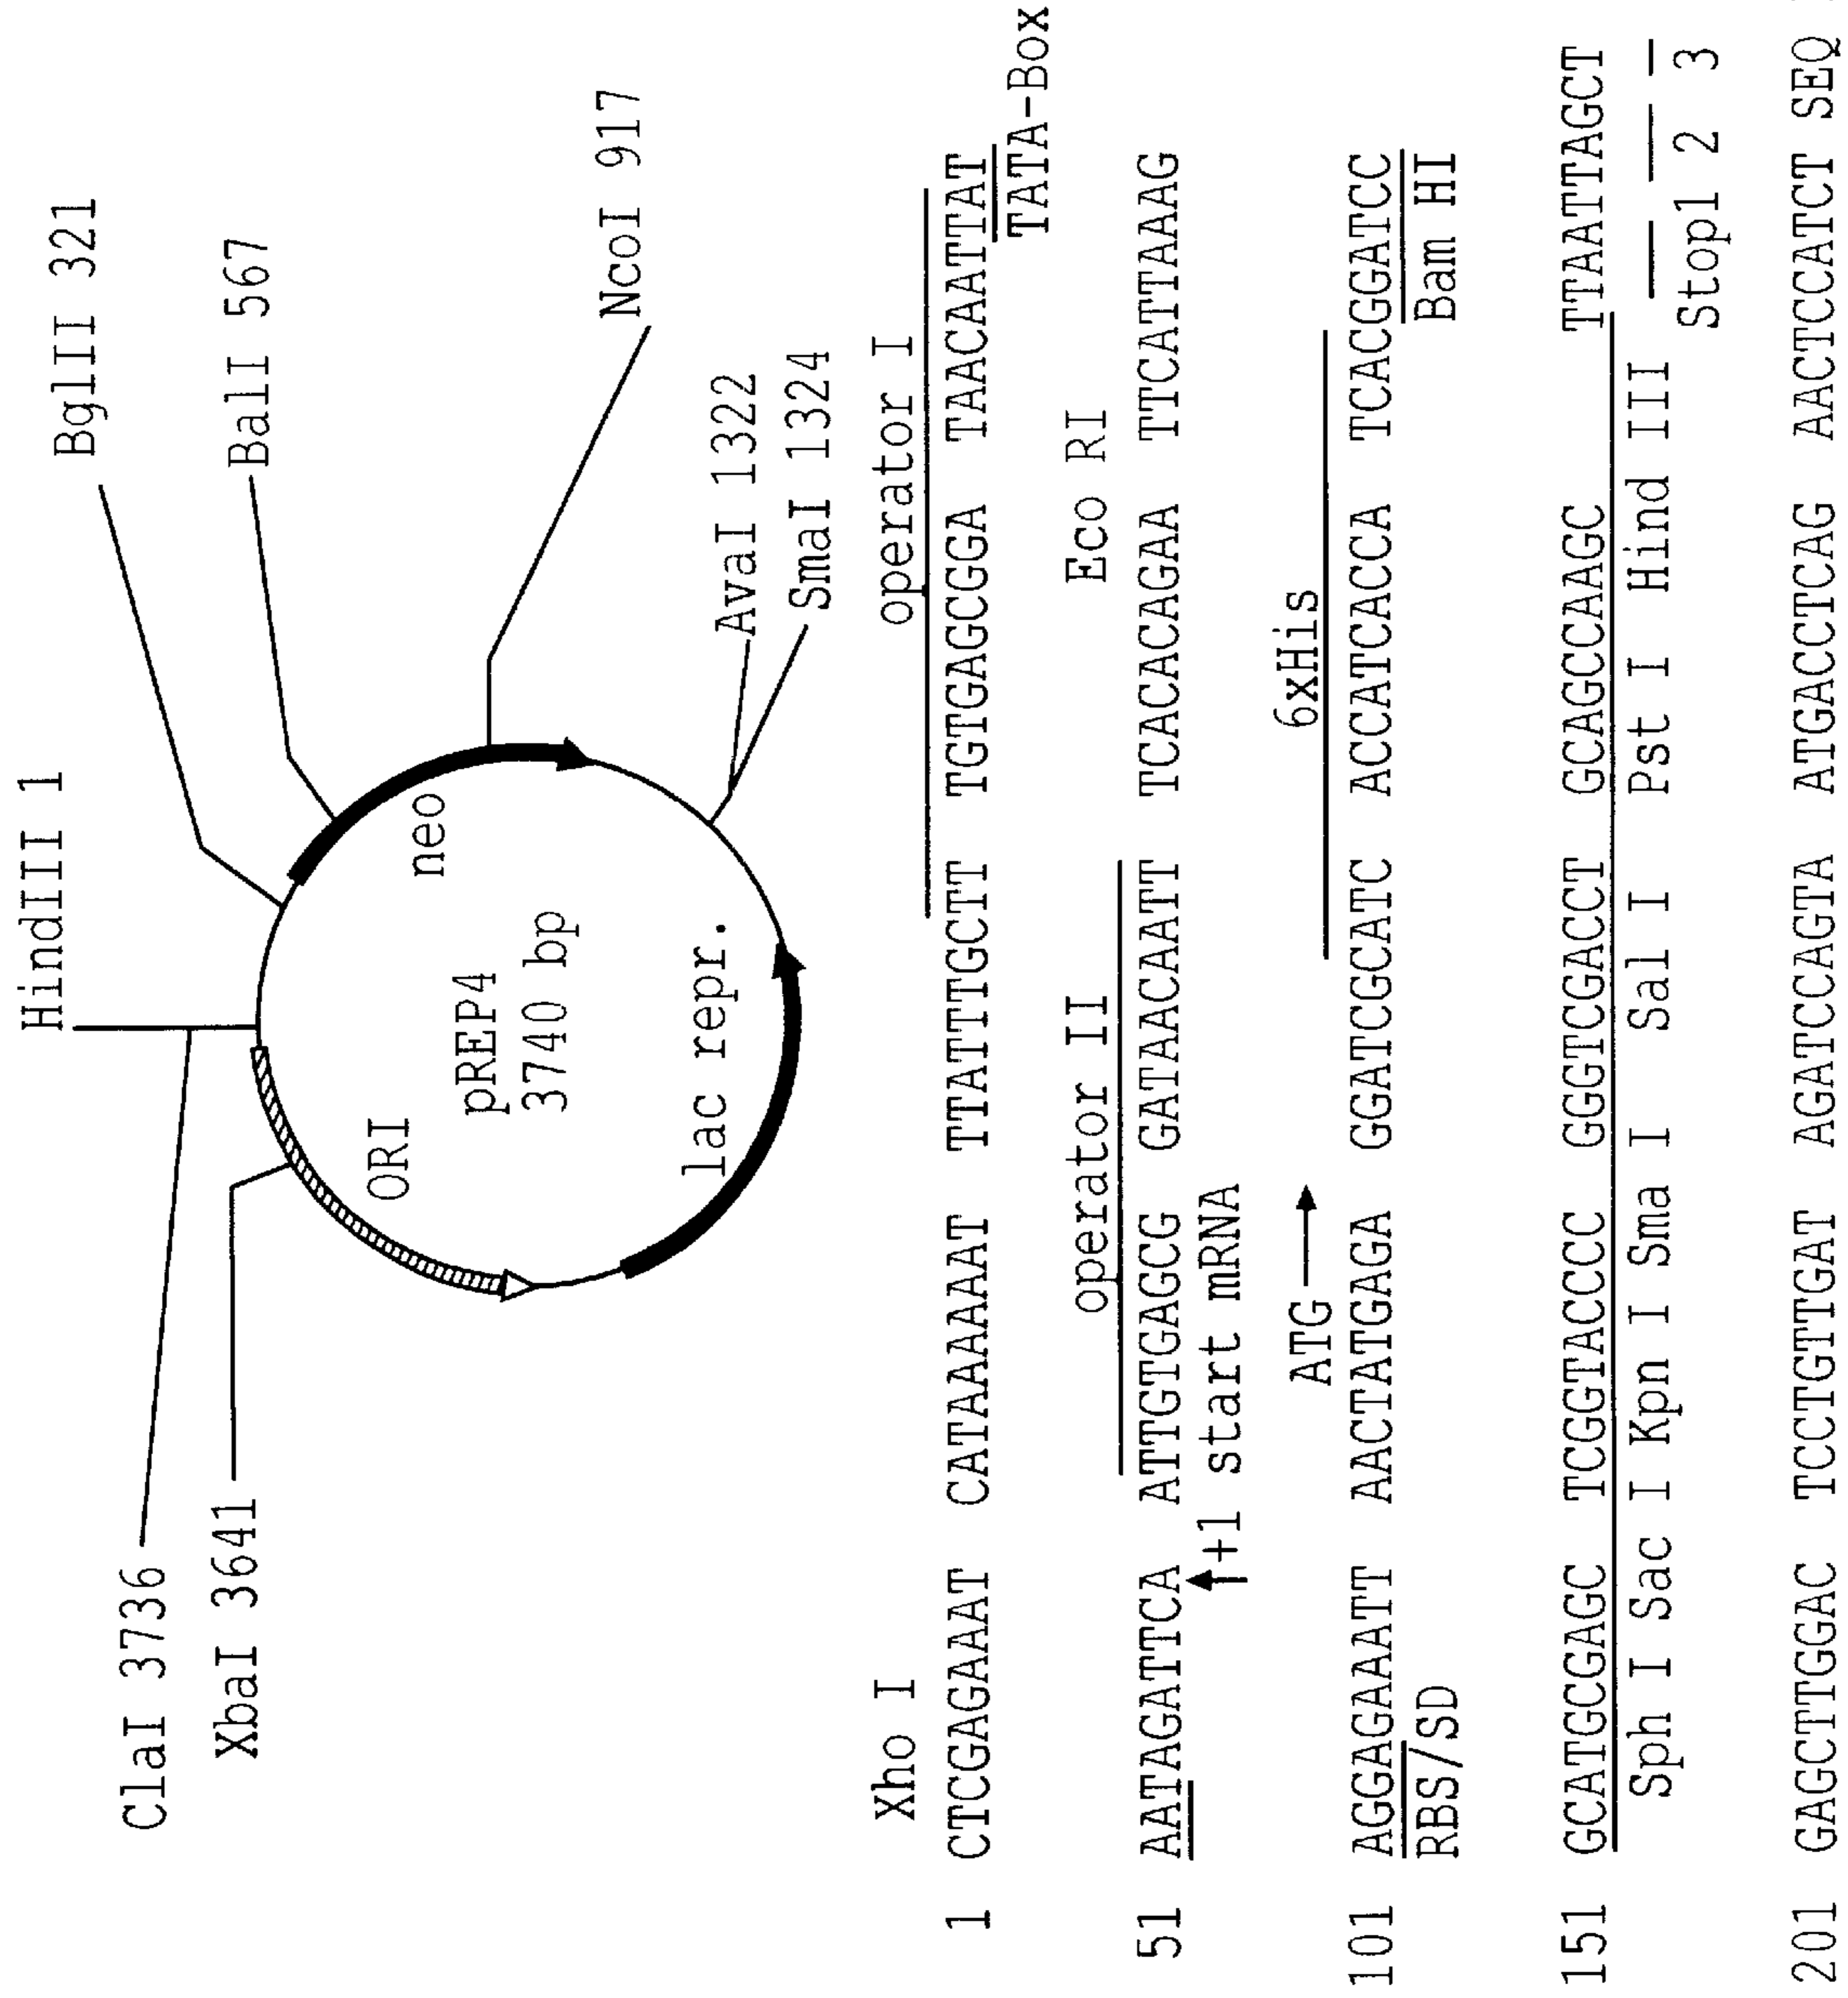 HindIII 1
ClaI 3736
XbaI 3641
BglII 321
BalI 567
NcoI 917
AvaI 1322
SmaI 1324
ORI
neo
pREP4
3740 bp
lac repr.
Xho I
operator I
1 CTCGAGAAAT CATAAAAAAT TTATTTGCTT TGTGAGCGGA TAACAATTAT
TATA-Box
operator II
Eco RI
51 AATAGATTCA ATTGTGAGCG GATAACAATT TCACACAGAA TTCATTAAAG
+1 start mRNA
ATG
6xHis
101 AGGAGAAATT AACTATGAGA GGATCGCATC ACCATCACCA TCACGGATCC
RBS/SD
Bam HI
151 GCATGCGAGC TCGGTACCCC GGGTCGACCT GCAGCCAAGC TTAATTAGCT
Sph I Sac I Kpn I Sma I Sal I Pst I Hind III
Stop1 2 3
201 GAGCTTGGAC TCCTGTTGAT AGATCCAGTA ATGACCTCAG AACTCCATCT SEQ